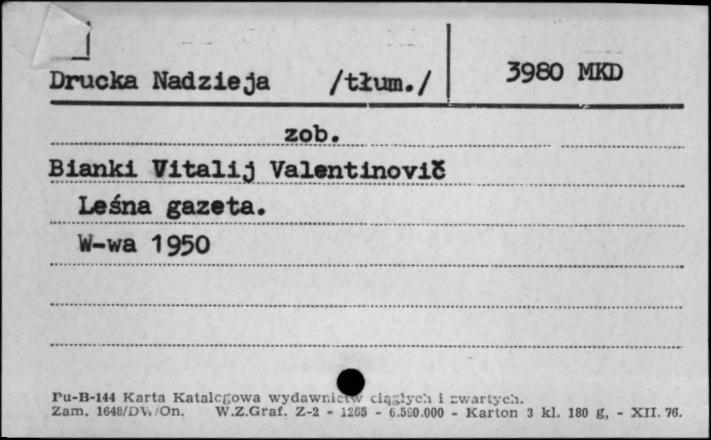 Drucka Nadzieja /tłum./ 3980 MKD
zob.
Bianki Vitalij Valentinovič
Leśna gazeta.
W-wa 1950
Pu-B-144 Karta Katalogowa wydawnictw ciągłych i zwartych.
Zam. 1648/DW/On. W.Z.Graf. Z-2 - 1265 - 6.590.000 - Karton 3 kl. 180 g, - XII. 76.